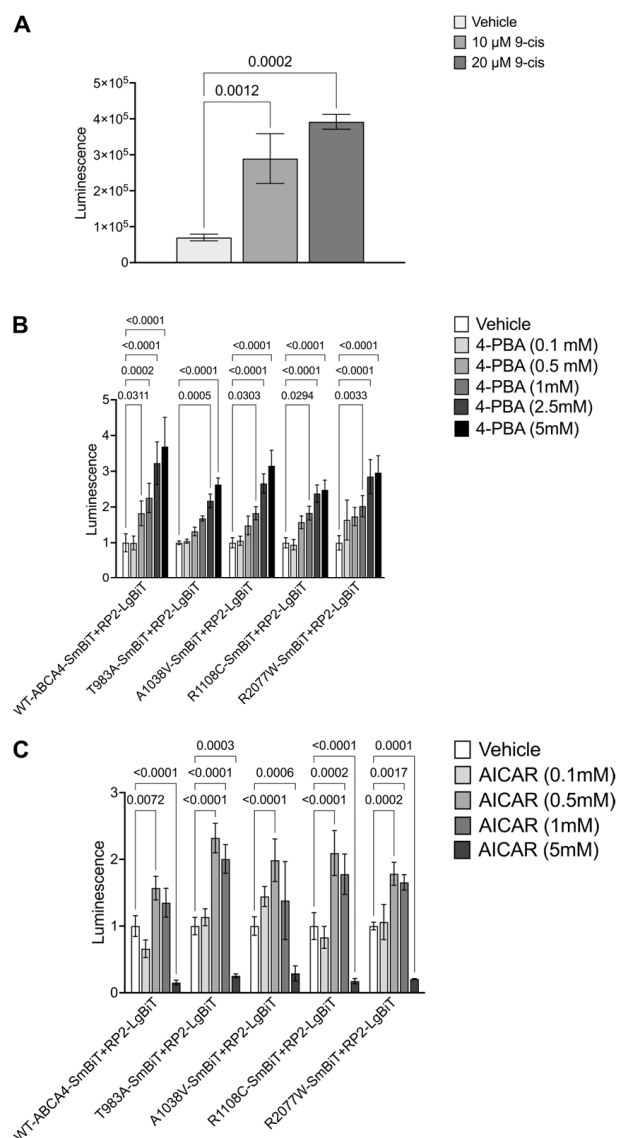 A
Vehicle
10 µM 9-cis
20 µM 9-cis
0.0002
0.0012
5×10⁵
4×10⁵
3×10⁵
2×10⁵
1×10⁵
0
Luminescence
B
Vehicle
4-PBA (0.1 mM)
4-PBA (0.5 mM)
4-PBA (1mM)
4-PBA (2.5mM)
4-PBA (5mM)
<0.0001
<0.0001 <0.0001 <0.0001 <0.0001
0.0002 <0.0001 <0.0001 <0.0001 <0.0001
0.0311 0.0005 0.0303 0.0294 0.0033
5
4
3
2
1
0
Luminescence
WT-ABCA4-SmBiT+RP2-LgBiT
T983A-SmBiT+RP2-LgBiT
A1038V-SmBiT+RP2-LgBiT
R1108C-SmBiT+RP2-LgBiT
R2077W-SmBiT+RP2-LgBiT
C
Vehicle
AICAR (0.1mM)
AICAR (0.5mM)
AICAR (1mM)
AICAR (5mM)
0.0003 <0.0001 0.0001
<0.0001 <0.0001 0.0006 0.0002 0.0017
0.0072 <0.0001 <0.0001 <0.0001 0.0002
3
2
1
0
Luminescence
WT-ABCA4-SmBiT+RP2-LgBiT
T983A-SmBiT+RP2-LgBiT
A1038V-SmBiT+RP2-LgBiT
R1108C-SmBiT+RP2-LgBiT
R2077W-SmBiT+RP2-LgBiT